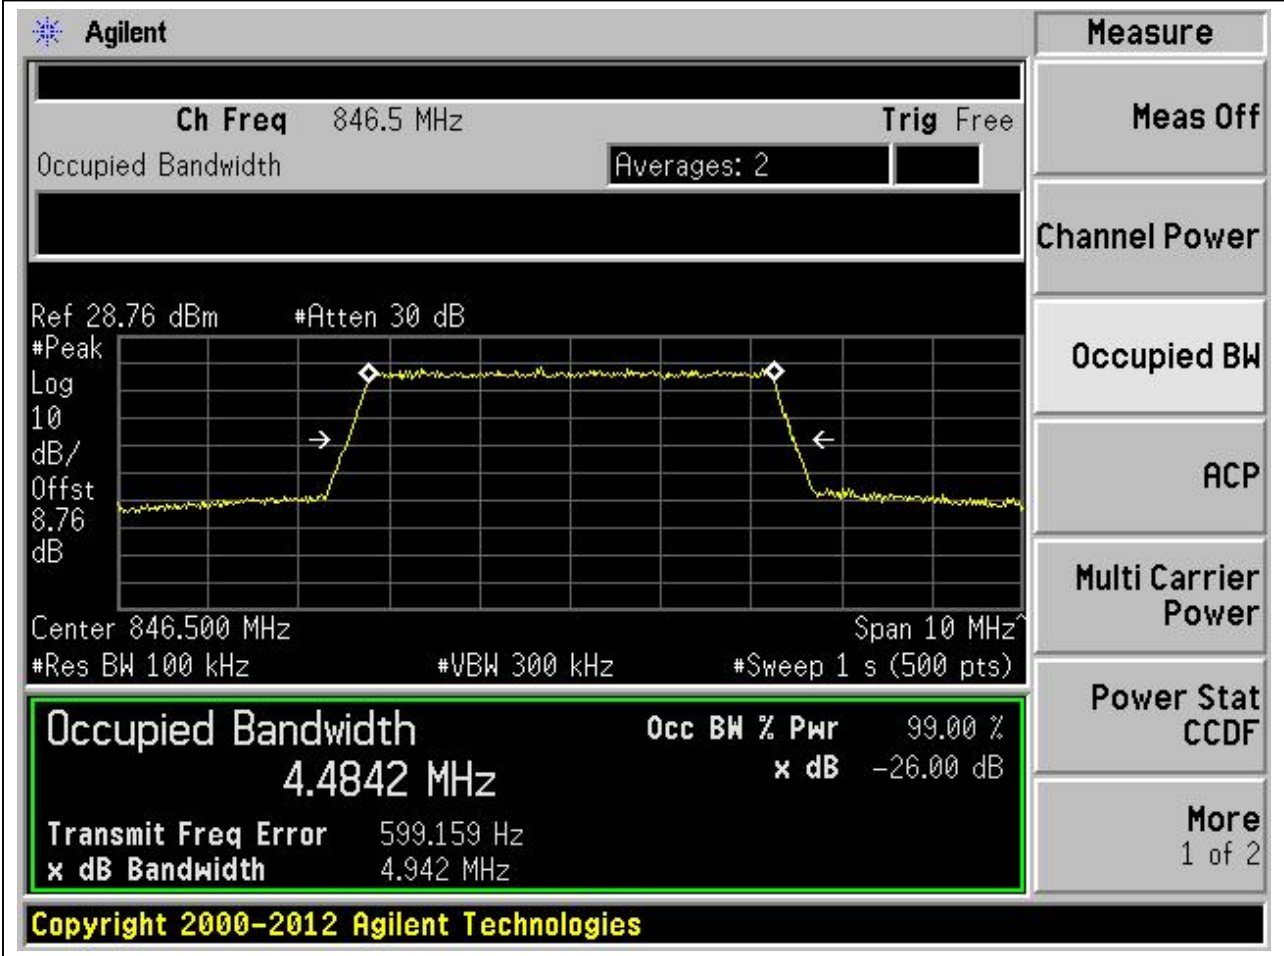 Agilent
Measure
Ch Freq 846.5 MHz Trig Free
Occupied Bandwidth Averages: 2
Meas Off
Channel Power
Occupied BW
ACP
Multi Carrier
Power
Power Stat
CCDF
More
1 of 2
Ref 28.76 dBm #Atten 30 dB
#Peak
Log
10
dB/
Offst
8.76
dB
Center 846.500 MHz Span 10 MHz^
#Res BW 100 kHz #VBW 300 kHz #Sweep 1 s (500 pts)
Occupied Bandwidth Occ BW % Pwr 99.00 %
4.4842 MHz x dB -26.00 dB
Transmit Freq Error 599.159 Hz
x dB Bandwidth 4.942 MHz
Copyright 2000-2012 Agilent Technologies